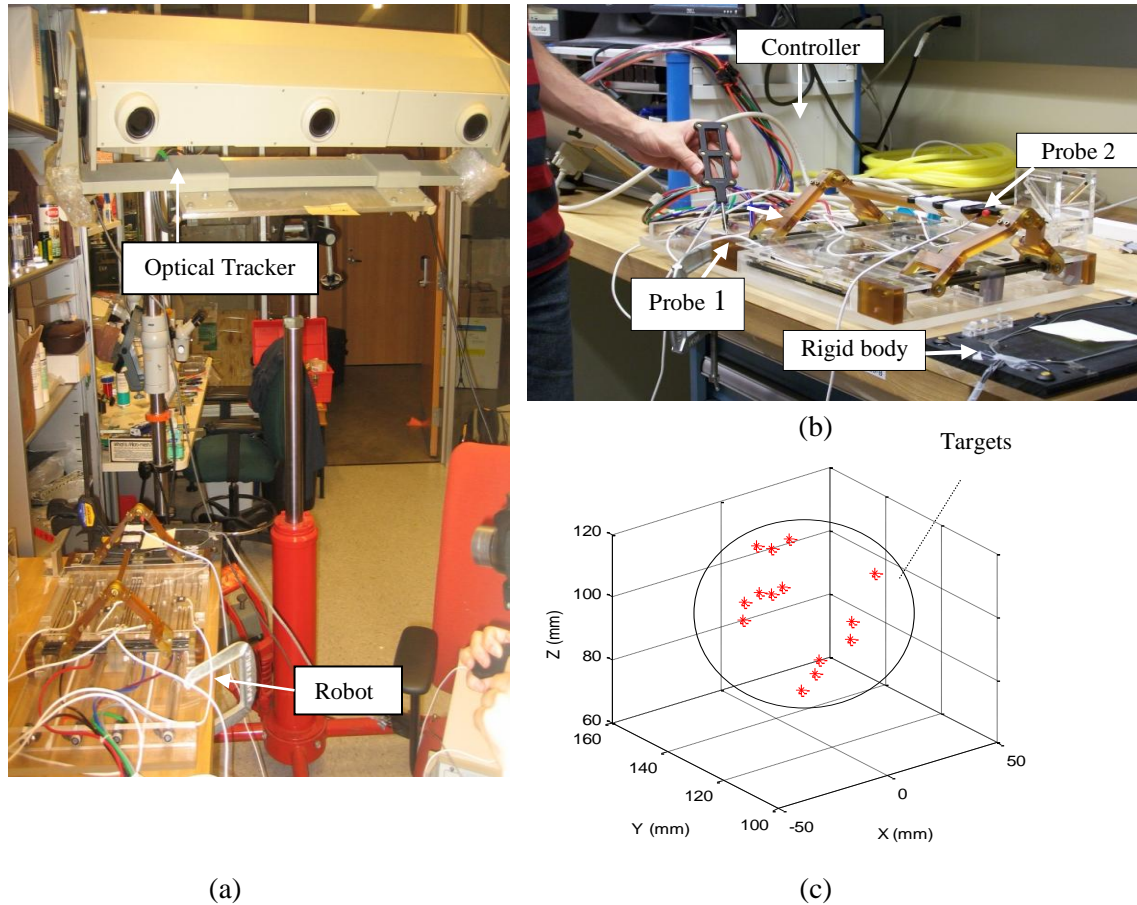 Optical Tracker
Robot
(a)
Controller
Probe 2
Probe 1
Rigid body
(b)
Targets
120
100
80
60
Z (mm)
160
140
120
100
Y (mm)
-50
0
50
X (mm)
(c)